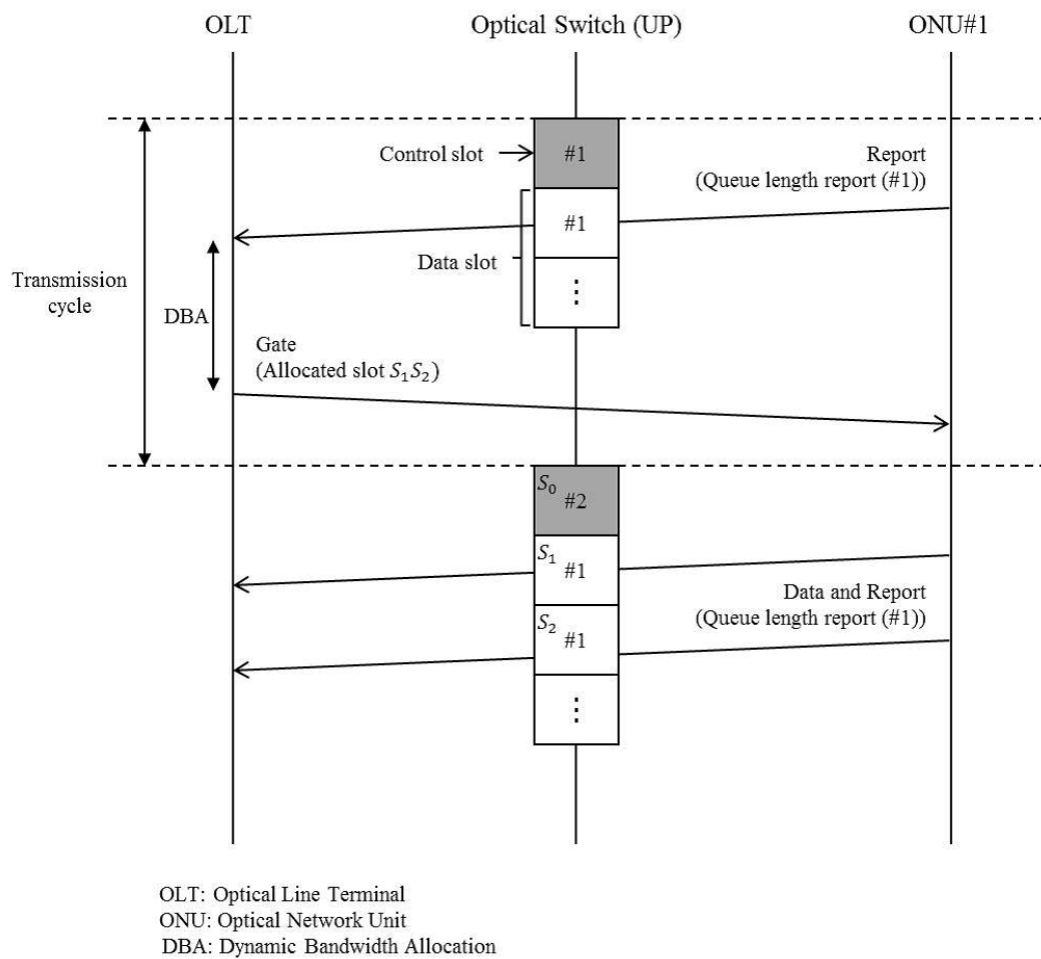 OLT
Optical Switch (UP)
ONU#1
Control slot
#1
Report
(Queue length report (#1))
#1
Data slot
⋮
Transmission
cycle
DBA
Gate
(Allocated slot S₁S₂)
S₀
#2
S₁
#1
Data and Report
(Queue length report (#1))
S₂
#1
⋮
OLT: Optical Line Terminal
ONU: Optical Network Unit
DBA: Dynamic Bandwidth Allocation